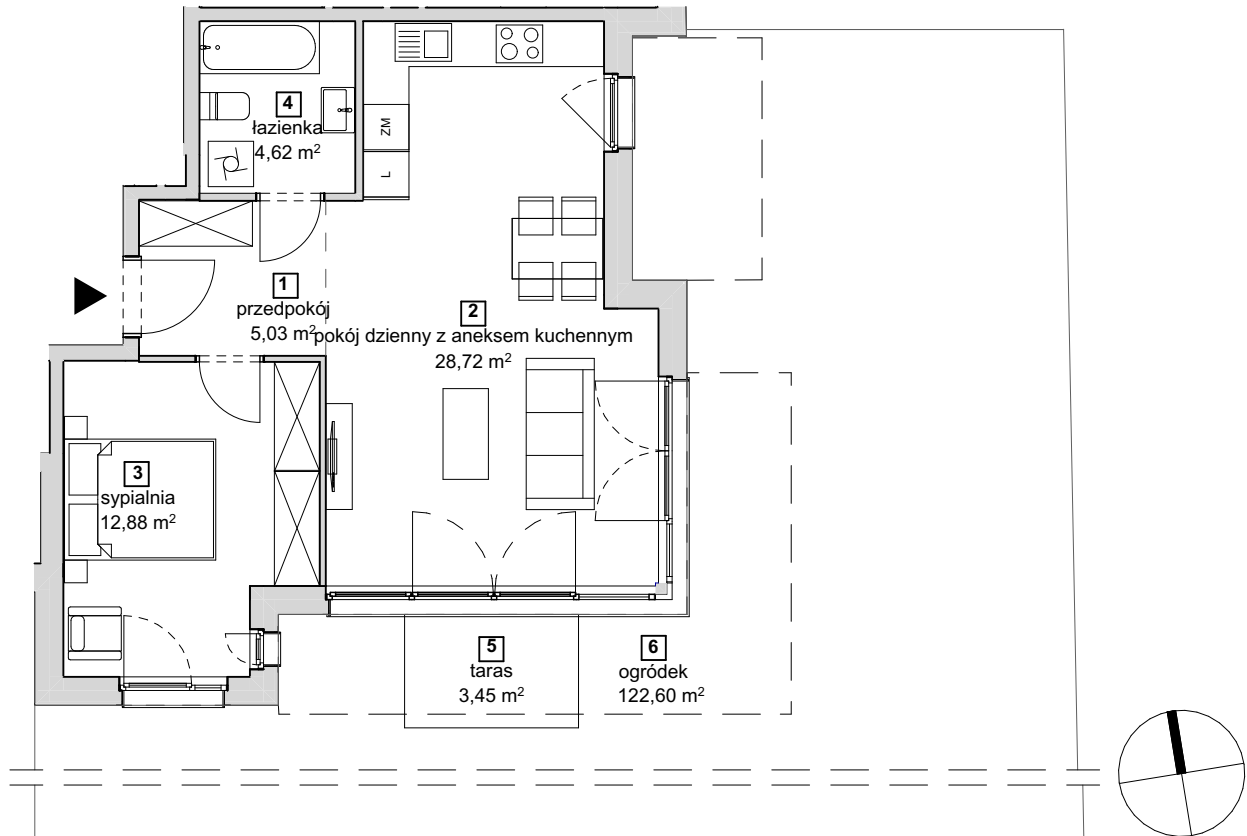 4
łazienka
4,62 m²
ZM
L
1
przedpokój
5,03 m²
2
pokój dzienny z aneksem kuchennym
28,72 m²
3
sypialnia
12,88 m²
5
taras
3,45 m²
6
ogródek
122,60 m²